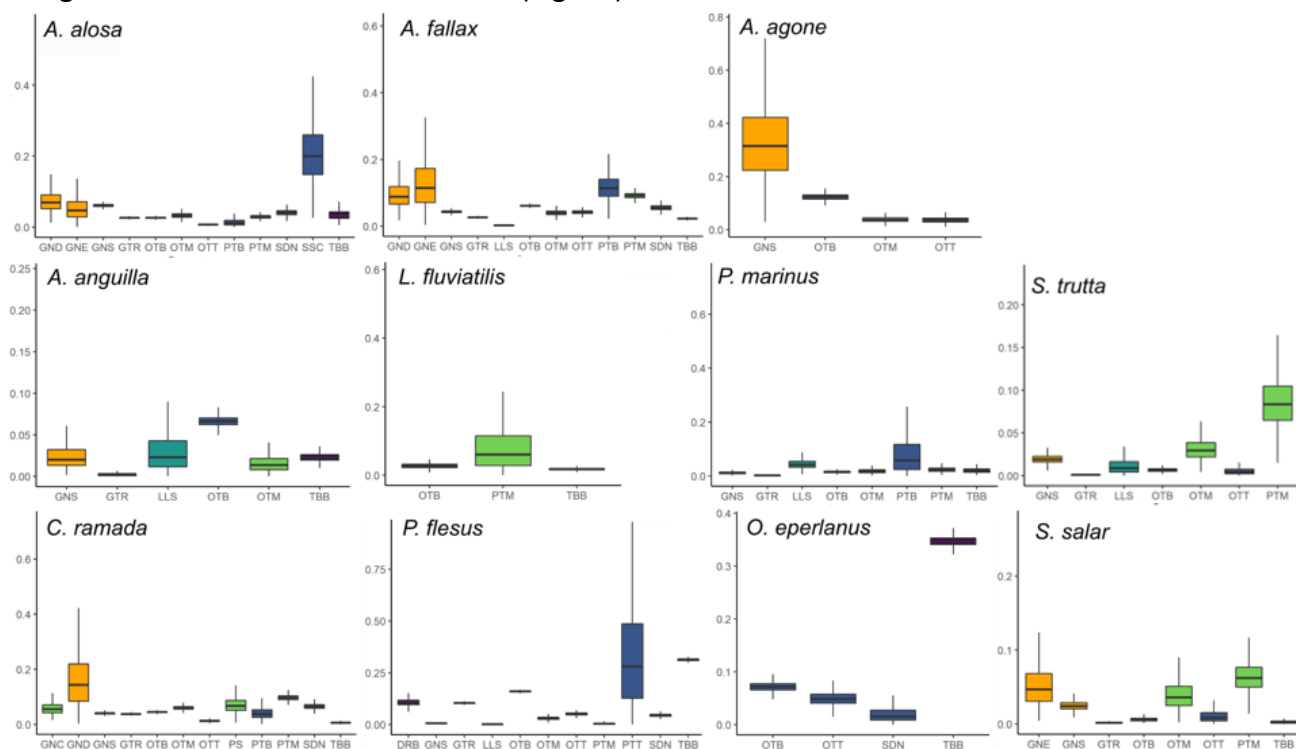 A. alosa
0.4
0.2
0.0
GND GNE GNS GTR OTB OTM OTT PTB PTM SDN SSC TBB
A. fallax
0.6
0.4
0.2
0.0
GND GNE GNS GTR LLS OTB OTM OTT PTB PTM SDN TBB
A. agone
0.8
0.6
0.4
0.2
0.0
GNS OTB OTM OTT
A. anguilla
0.25
0.20
0.15
0.10
0.05
0.00
GNS GTR LLS OTB OTM TBB
L. fluviatilis
0.6
0.4
0.2
0.0
OTB PTM TBB
P. marinus
0.6
0.4
0.2
0.0
GNS GTR LLS OTB OTM PTB PTM TBB
S. trutta
0.20
0.15
0.10
0.05
0.00
GNS GTR LLS OTB OTM OTT PTM
C. ramada
0.6
0.4
0.2
0.0
GNC GND GNS GTR OTB OTM OTT PS PTB PTM SDN TBB
P. flesus
1.00
0.75
0.50
0.25
0.00
DRB GNS GTR LLS OTB OTM OTT PTM PTT SDN TBB
O. eperlanus
0.4
0.3
0.2
0.1
0.0
OTB OTT SDN TBB
S. salar
0.2
0.1
0.0
GNE GNS GTR OTB OTM OTT PTM TBB